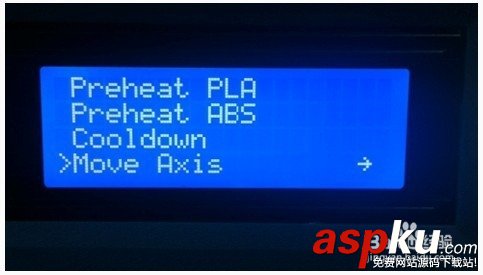 Preheat PLA
Preheat ABS
Cooldown
>Move Axis →
aspku.com
免费网站源码下载站!